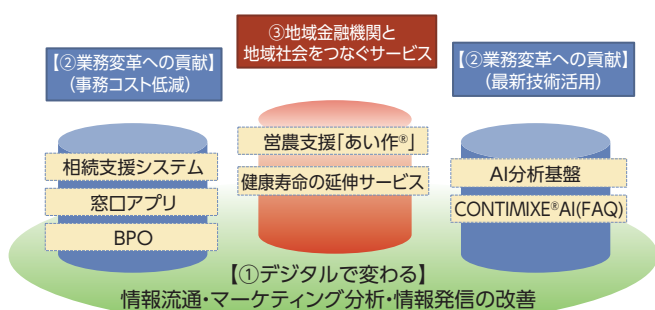 【②業務変革への貢献】
(事務コスト低減)
相続支援システム
窓口アプリ
BPO
③地域金融機関と
地域社会をつなぐサービス
営農支援「あい作®」
健康寿命の延伸サービス
【②業務変革への貢献】
(最新技術活用)
AI分析基盤
CONTIMIXE®AI(FAQ)
【①デジタルで変わる】
情報流通・マーケティング分析・情報発信の改善